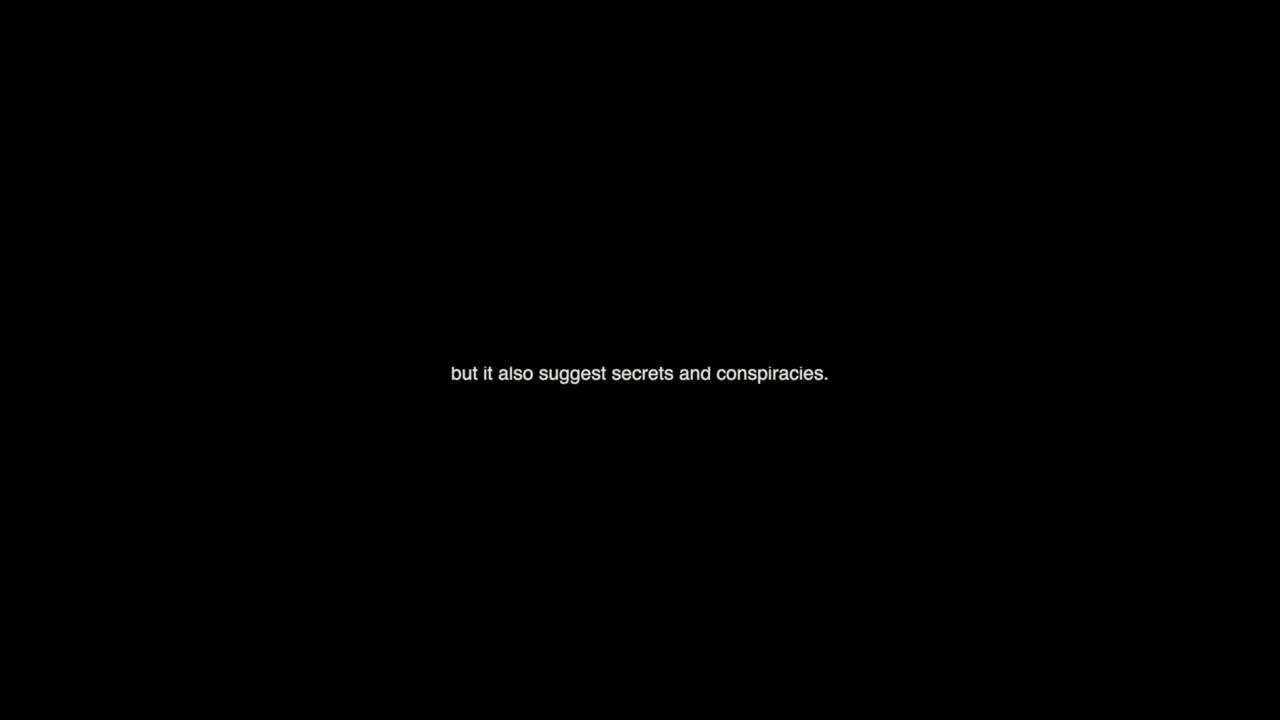 but it also suggest secrets and conspiracies.